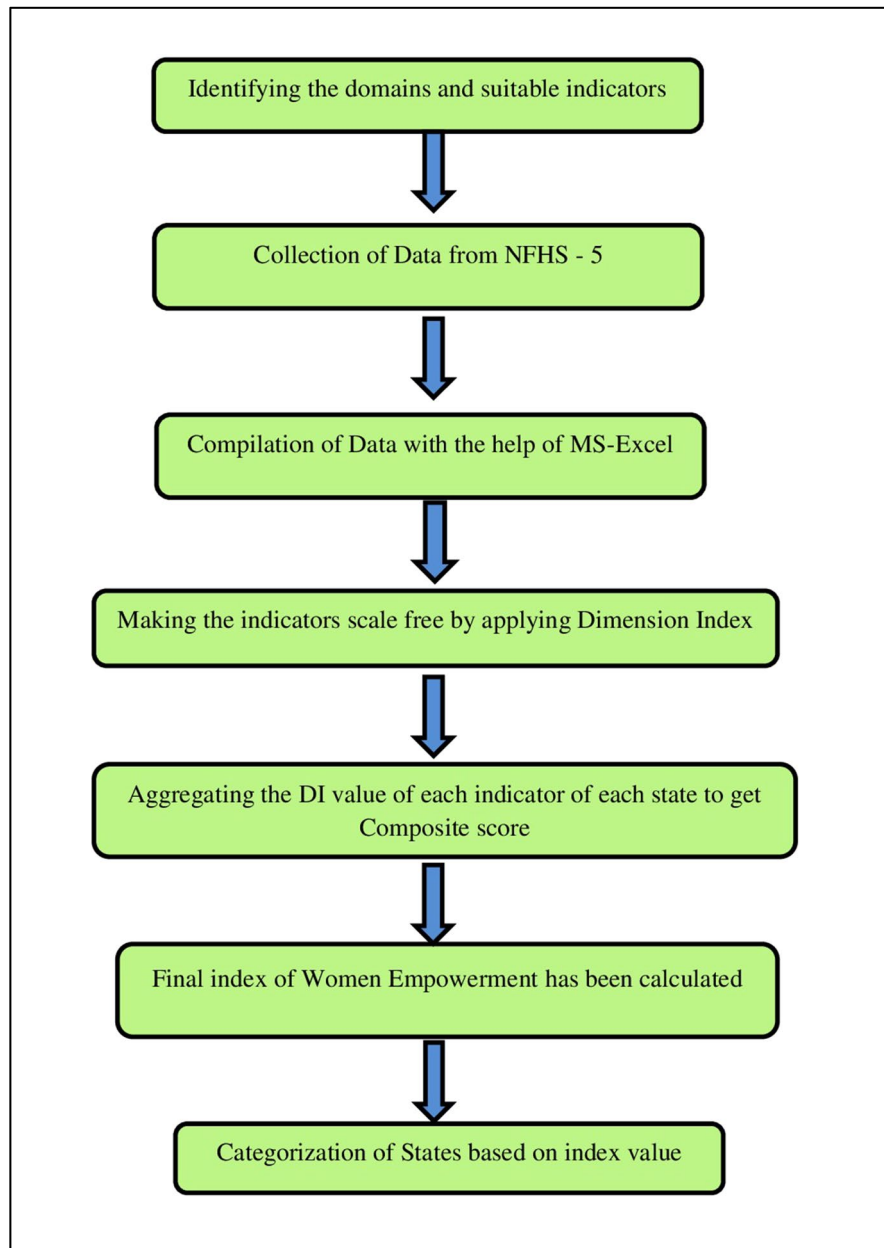 Identifying the domains and suitable indicators
Collection of Data from NFHS - 5
Compilation of Data with the help of MS-Excel
Making the indicators scale free by applying Dimension Index
Aggregating the DI value of each indicator of each state to get
Composite score
Final index of Women Empowerment has been calculated
Categorization of States based on index value